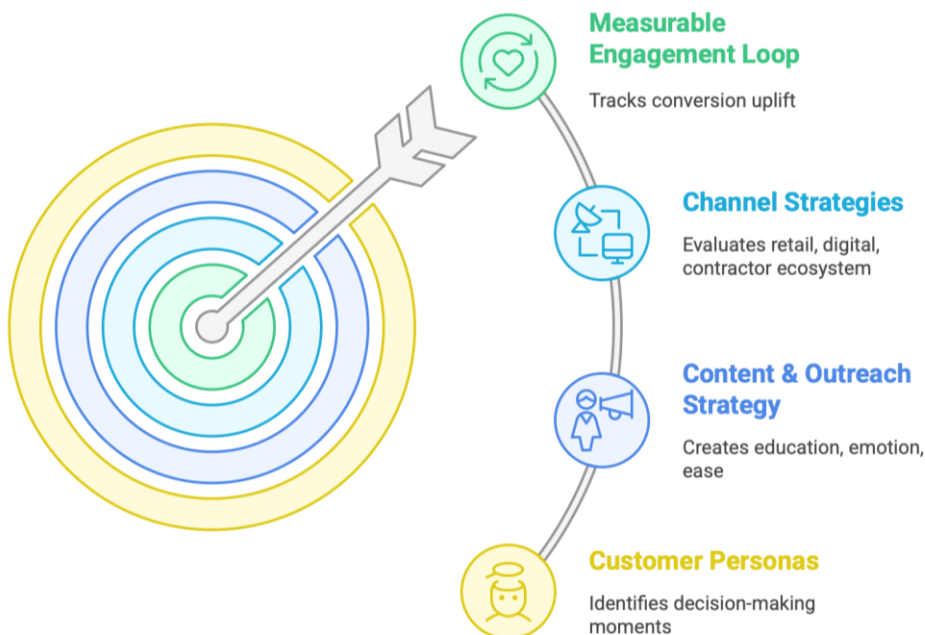 Measurable
Engagement Loop
Tracks conversion uplift
Channel Strategies
Evaluates retail, digital,
contractor ecosystem
Content & Outreach
Strategy
Creates education, emotion,
ease
Customer Personas
Identifies decision-making
moments